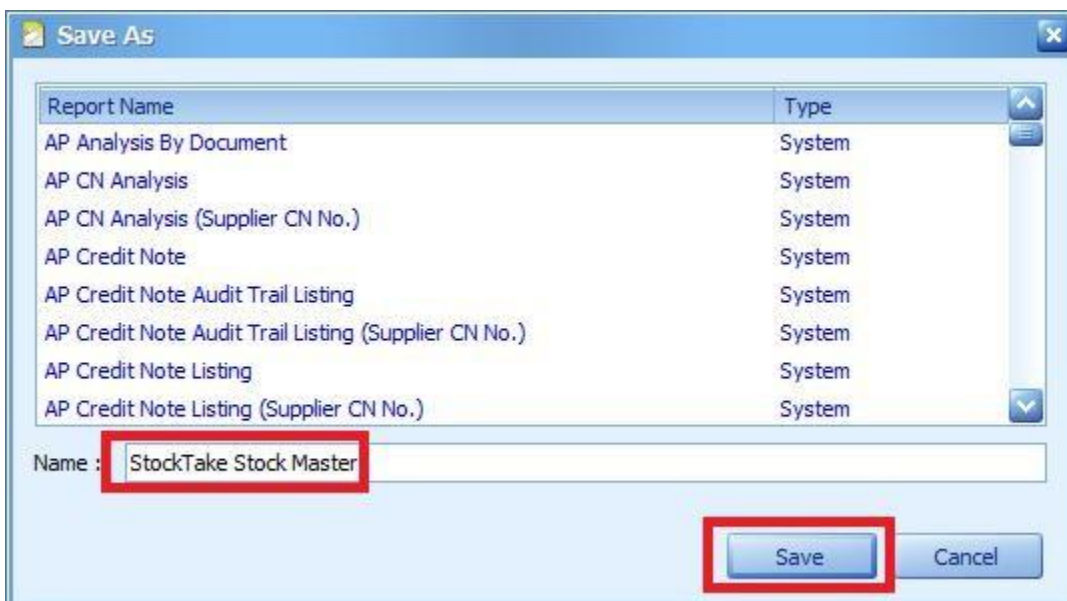 Save As
Report Name Type
AP Analysis By Document System
AP CN Analysis System
AP CN Analysis (Supplier CN No.) System
AP Credit Note System
AP Credit Note Audit Trail Listing System
AP Credit Note Audit Trail Listing (Supplier CN No.) System
AP Credit Note Listing System
AP Credit Note Listing (Supplier CN No.) System
Name : StockTake Stock Master
Save Cancel